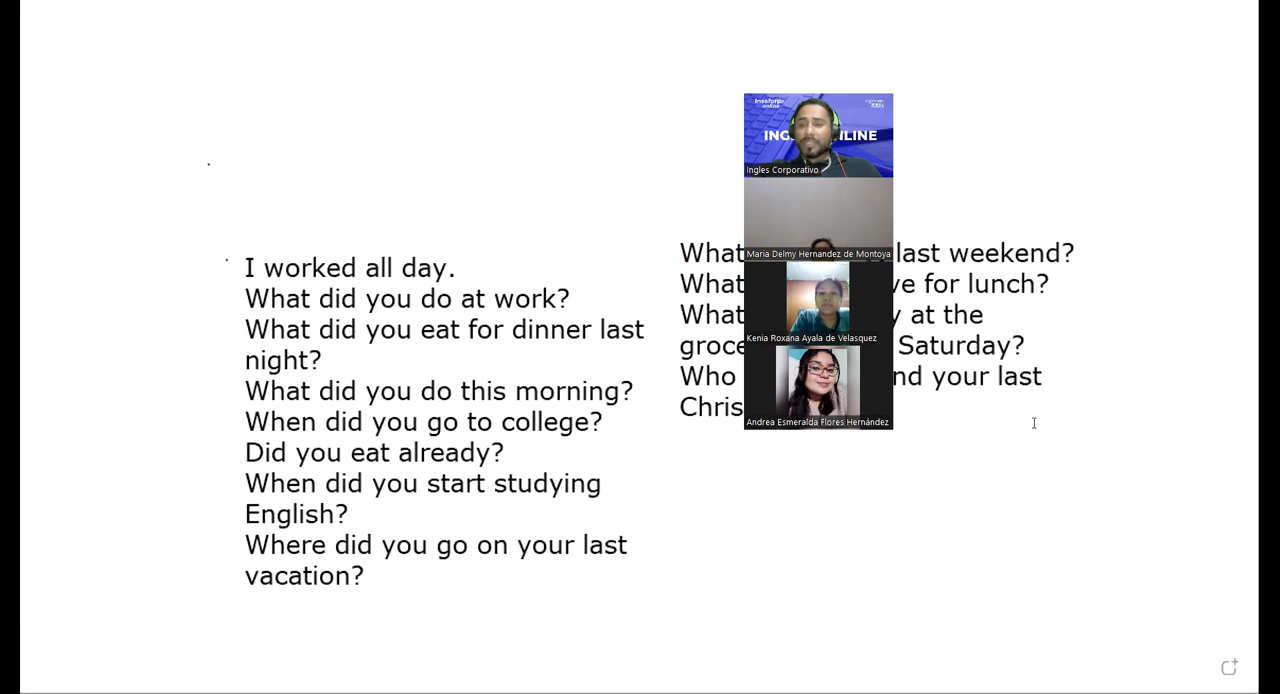 I worked all day.
What did you do at work?
What did you eat for dinner last
night?
What did you do this morning?
When did you go to college?
Did you eat already?
When did you start studying
English?
Where did you go on your last
vacation?
What last weekend?
What for lunch?
What at the
Saturday?
Who your last
INGLES ONLINE
Ingles Corporativo
Maria Delmy Hernandez de Montoya
Kenia Roxana Ayala de Velasquez
Andrea Esmeralda Flores Hernández